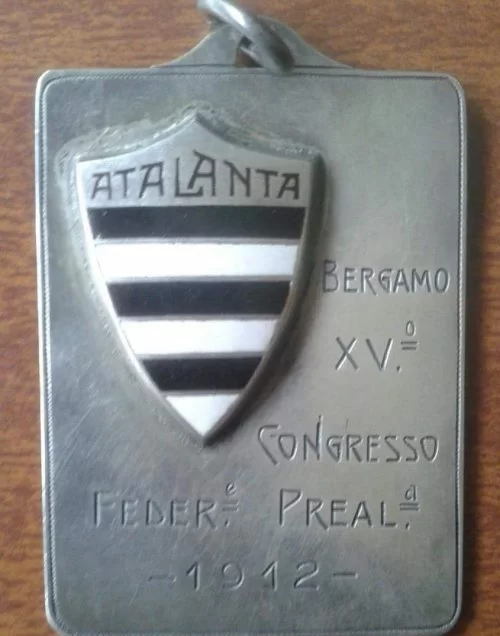 ATALANTA
BERGAMO
XV.º
CONGRESSO
FEDER.e PREAL.a
-1912-